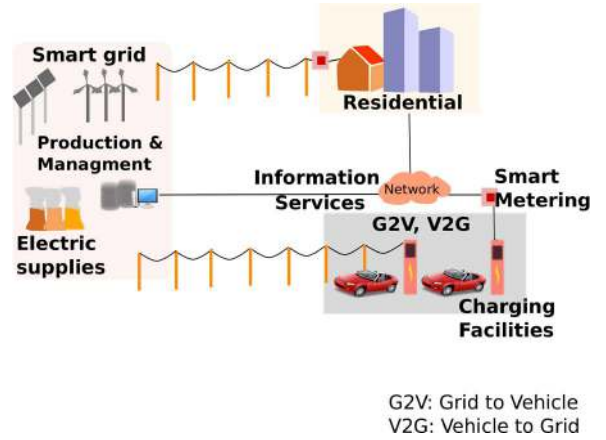 Smart grid
Residential
Production &
Managment
Information
Services
Network
Smart
Metering
Electric
supplies
G2V, V2G
Charging
Facilities
G2V: Grid to Vehicle
V2G: Vehicle to Grid